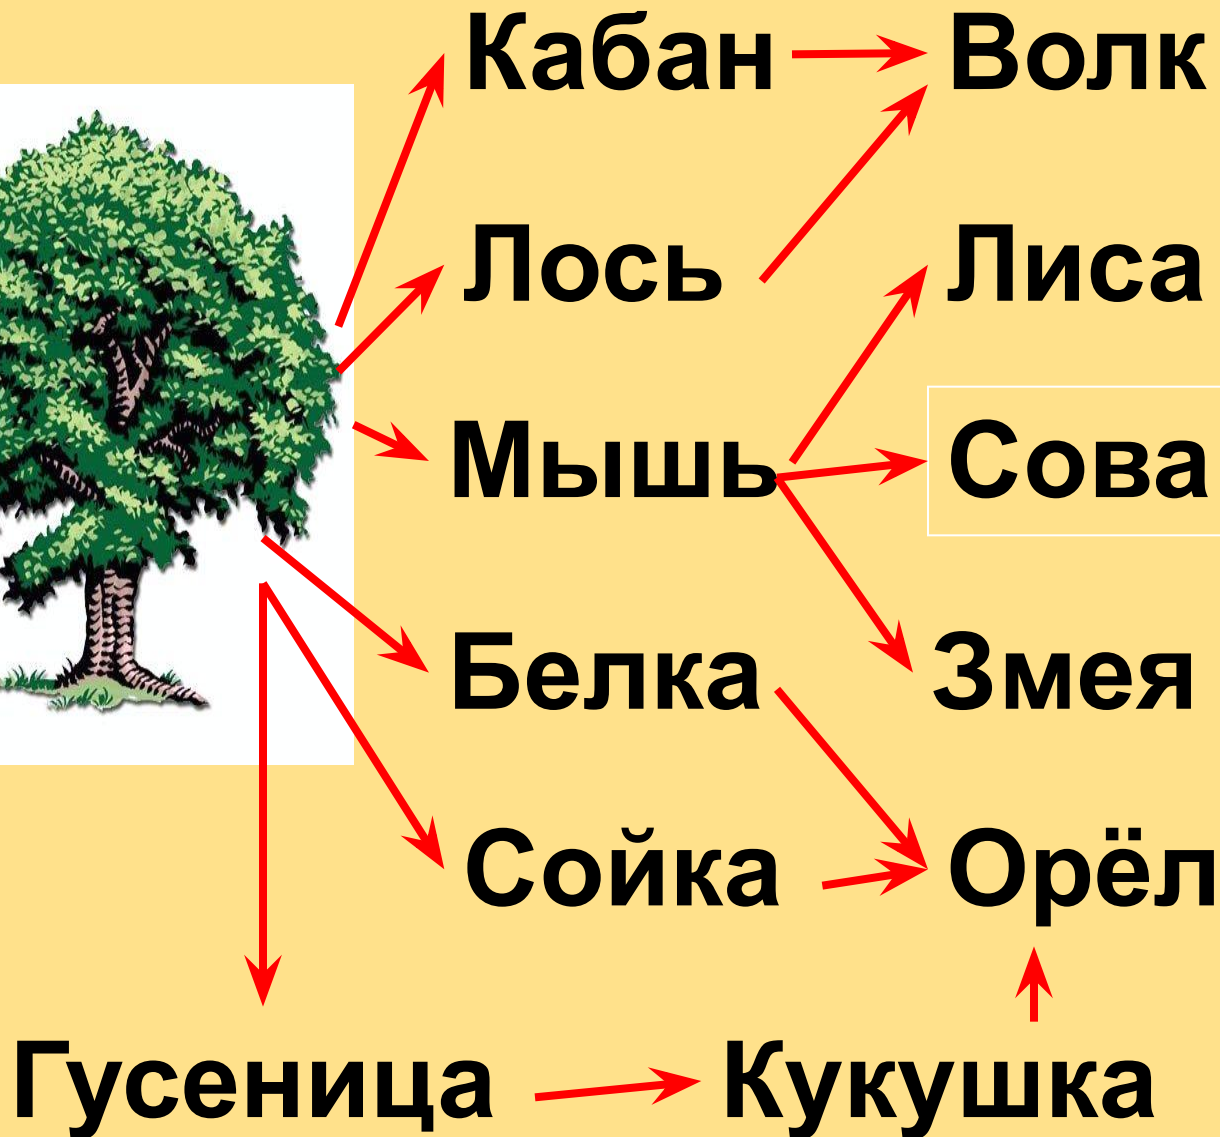 Кабан Волк
Лось Лиса
Мышь Сова
Белка Змея
Сойка Орёл
Гусеница Кукушка